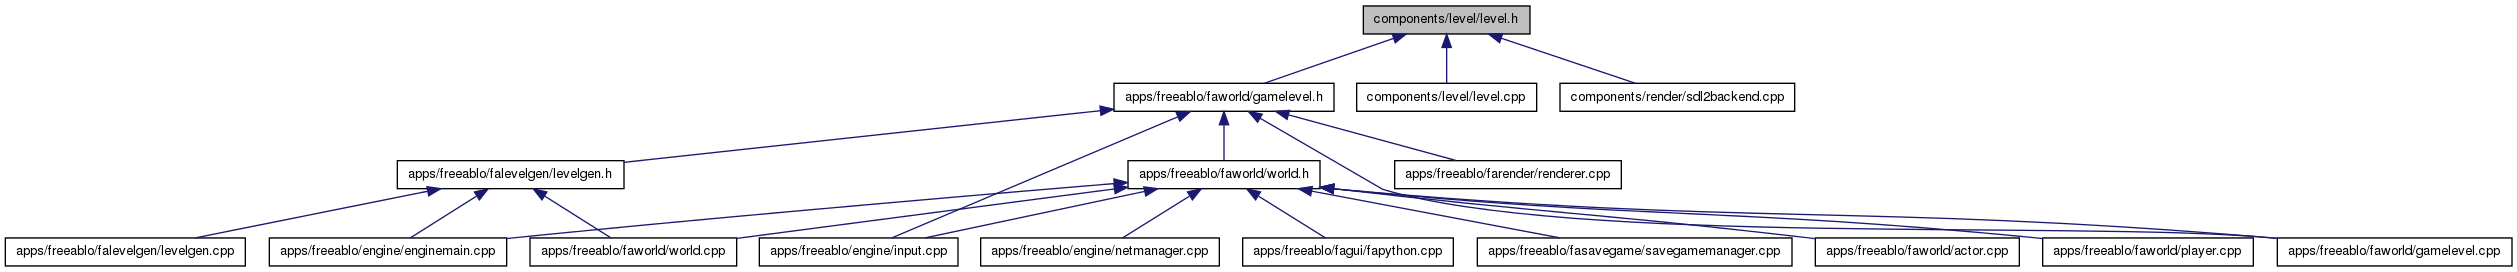 components/level/level.h
apps/freeablo/faworld/gamelevel.h
components/level/level.cpp
components/render/sdl2backend.cpp
apps/freeablo/falevelgen/levelgen.h
apps/freeablo/faworld/world.h
apps/freeablo/farender/renderer.cpp
apps/freeablo/falevelgen/levelgen.cpp
apps/freeablo/engine/enginemain.cpp
apps/freeablo/faworld/world.cpp
apps/freeablo/engine/input.cpp
apps/freeablo/engine/netmanager.cpp
apps/freeablo/fagui/fapython.cpp
apps/freeablo/fasavegame/savegamemanager.cpp
apps/freeablo/faworld/actor.cpp
apps/freeablo/faworld/player.cpp
apps/freeablo/faworld/gamelevel.cpp